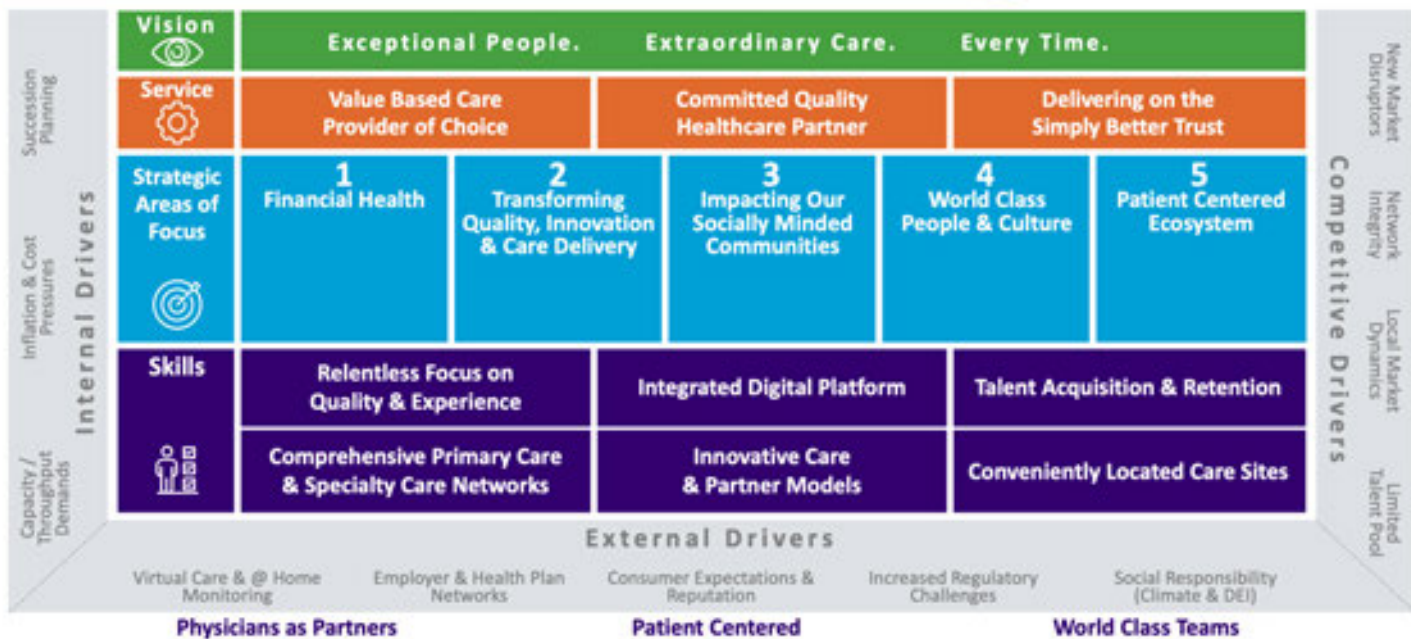 Vision
Exceptional People. Extraordinary Care. Every Time.
Service
Value Based Care
Provider of Choice
Committed Quality
Healthcare Partner
Delivering on the
Simply Better Trust
Strategic
Areas of
Focus
1
Financial Health
2
Transforming
Quality, Innovation
& Care Delivery
3
Impacting Our
Socially Minded
Communities
4
World Class
People & Culture
5
Patient Centered
Ecosystem
Skills
Relentless Focus on
Quality & Experience
Integrated Digital Platform
Talent Acquisition & Retention
Comprehensive Primary Care
& Specialty Care Networks
Innovative Care
& Partner Models
Conveniently Located Care Sites
Internal Drivers
Succession
Planning
Inflation & Cost
Pressures
Capacity /
Throughput
Demands
Competitive Drivers
New Market
Disruptors
Network
Integrity
Local Market
Dynamics
Limited
Talent Pool
External Drivers
Virtual Care & @ Home
Monitoring
Employer & Health Plan
Networks
Consumer Expectations &
Reputation
Increased Regulatory
Challenges
Social Responsibility
(Climate & DEI)
Physicians as Partners
Patient Centered
World Class Teams